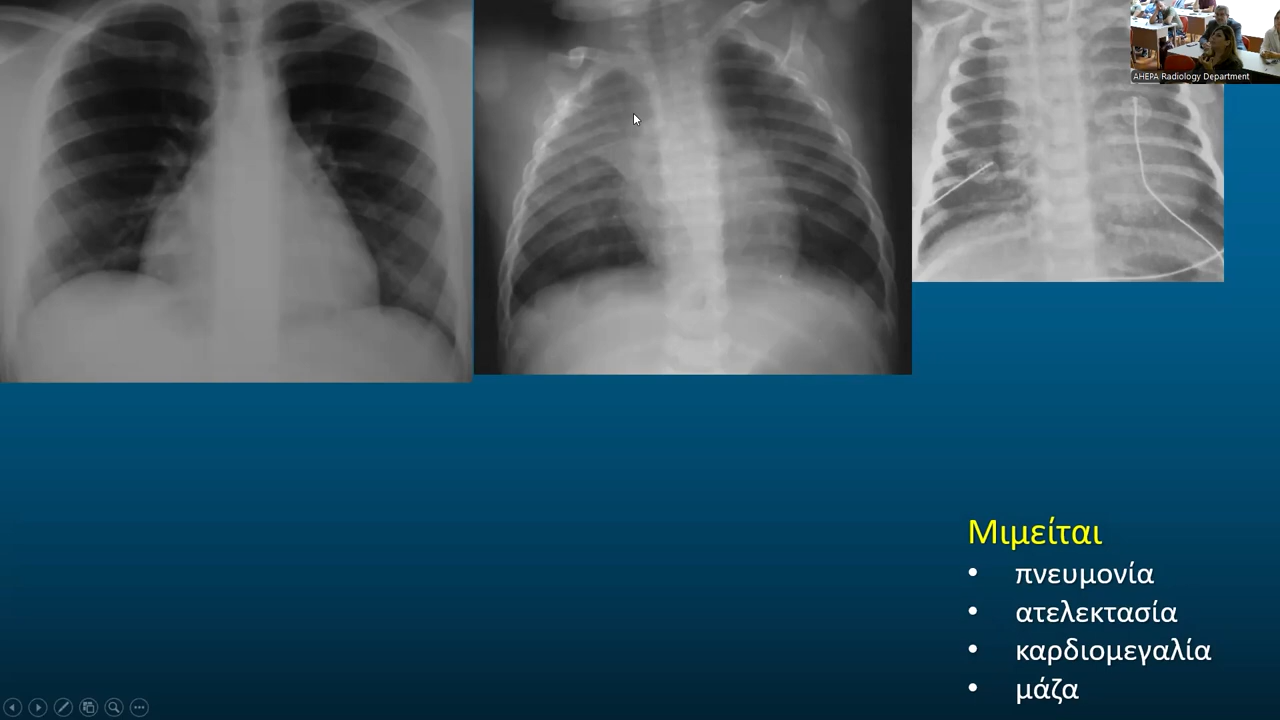 AHEPA Radiology Department
Μιμείται
• πνευμονία
• ατελεκτασία
• καρδιομεγαλία
• μάζα